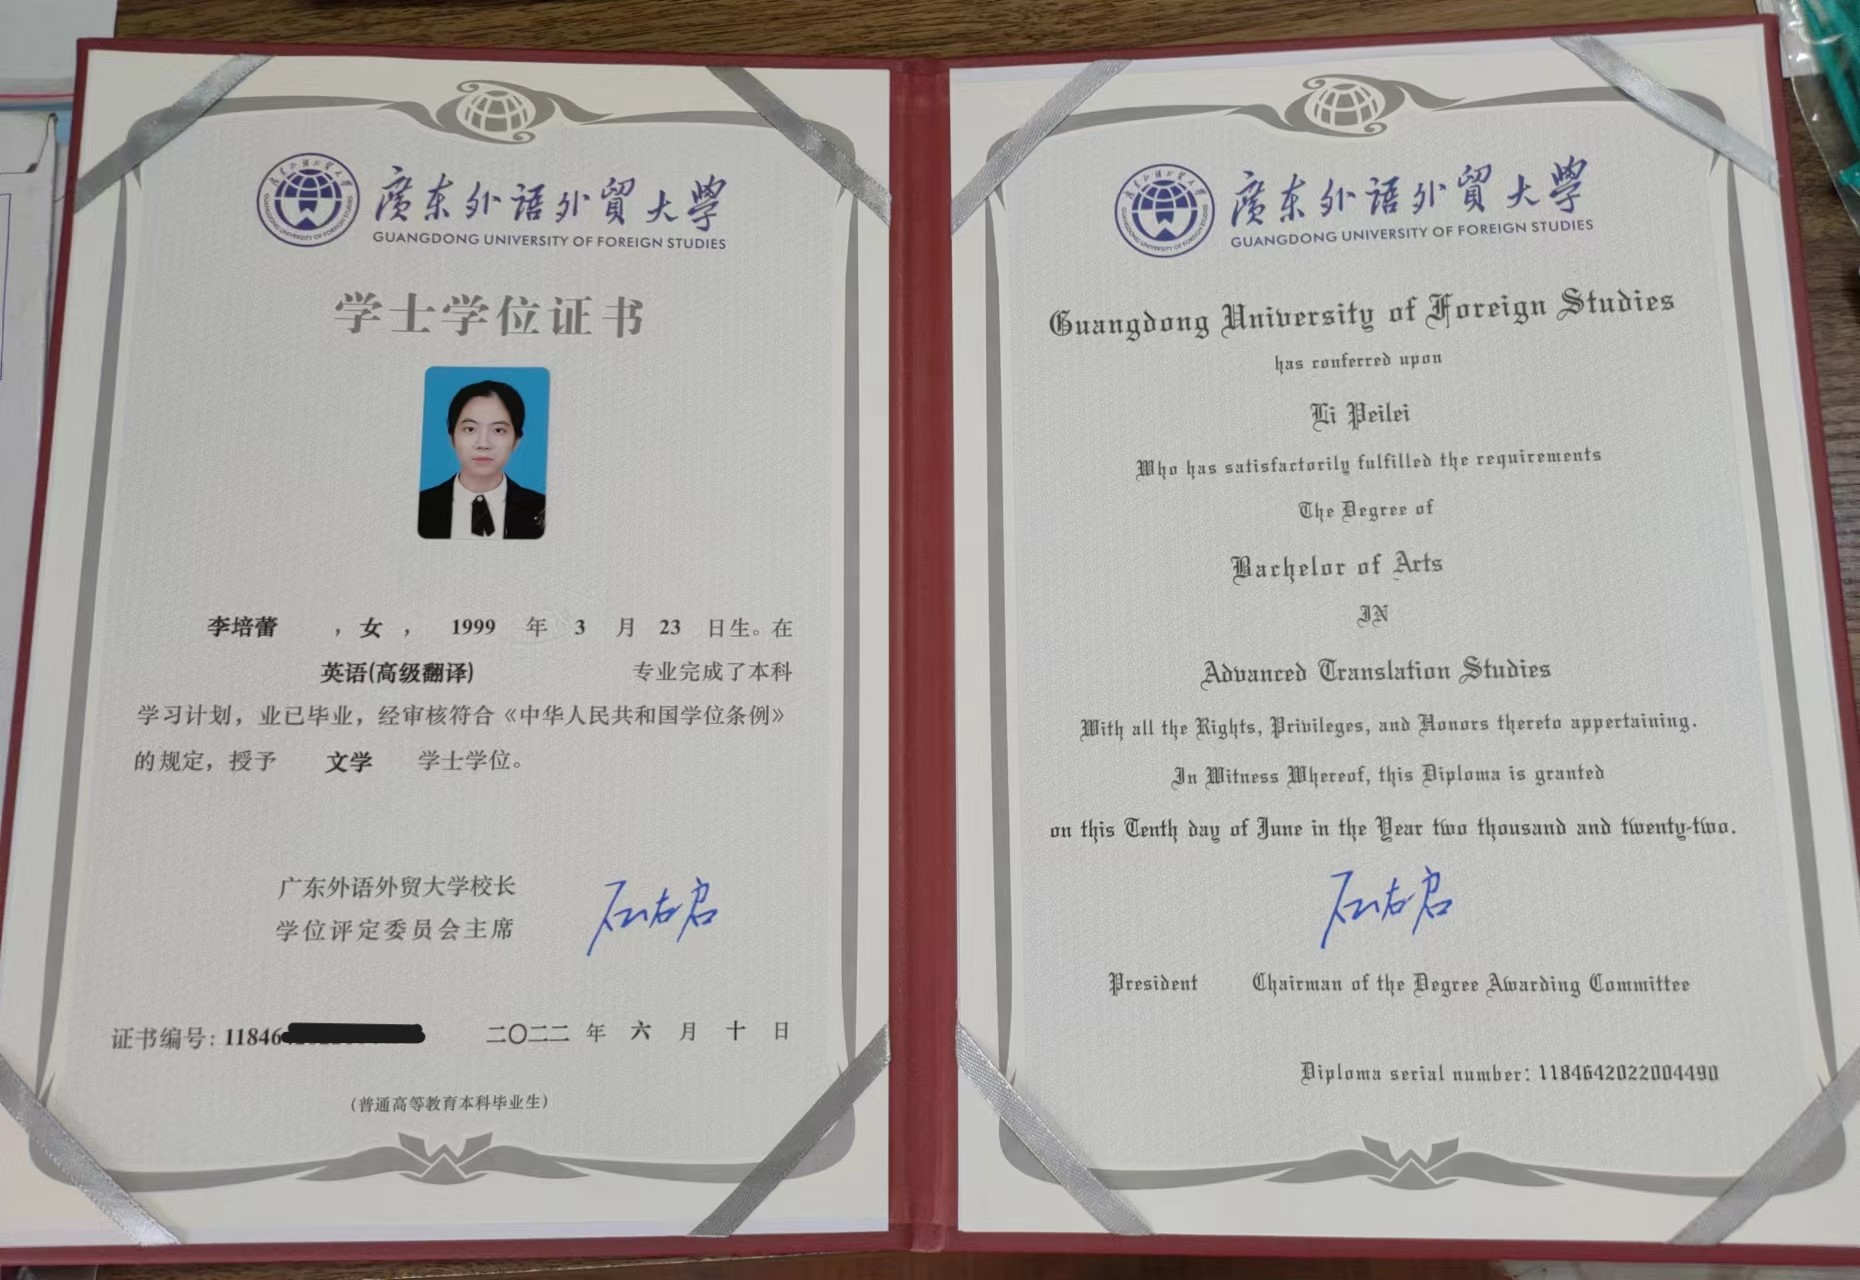 廣东外语外貿大學
GUANGDONG UNIVERSITY OF FOREIGN STUDIES
学士学位证书
李培蕾 , 女 , 1999 年 3 月 23 日生。在
英语(高级翻译) 专业完成了本科
学习计划，业已毕业，经审核符合《中华人民共和国学位条例》
的规定，授予 文学 学士学位。
广东外语外贸大学校长
学位评定委员会主席
证书编号：11846 二〇二二 年 六 月 十 日
（普通高等教育本科毕业生）
廣东外语外貿大學
GUANGDONG UNIVERSITY OF FOREIGN STUDIES
Guangdong University of Foreign Studies
has conferred upon
Li Peilei
Who has satisfactorily fulfilled the requirements
The Degree of
Bachelor of Arts
IN
Advanced Translation Studies
With all the Rights, Privileges, and Honors thereto appertaining.
In Witness Whereof, this Diploma is granted
on this Tenth day of June in the Year two thousand and twenty-two.
President Chairman of the Degree Awarding Committee
Diploma serial number: 1184642022004490